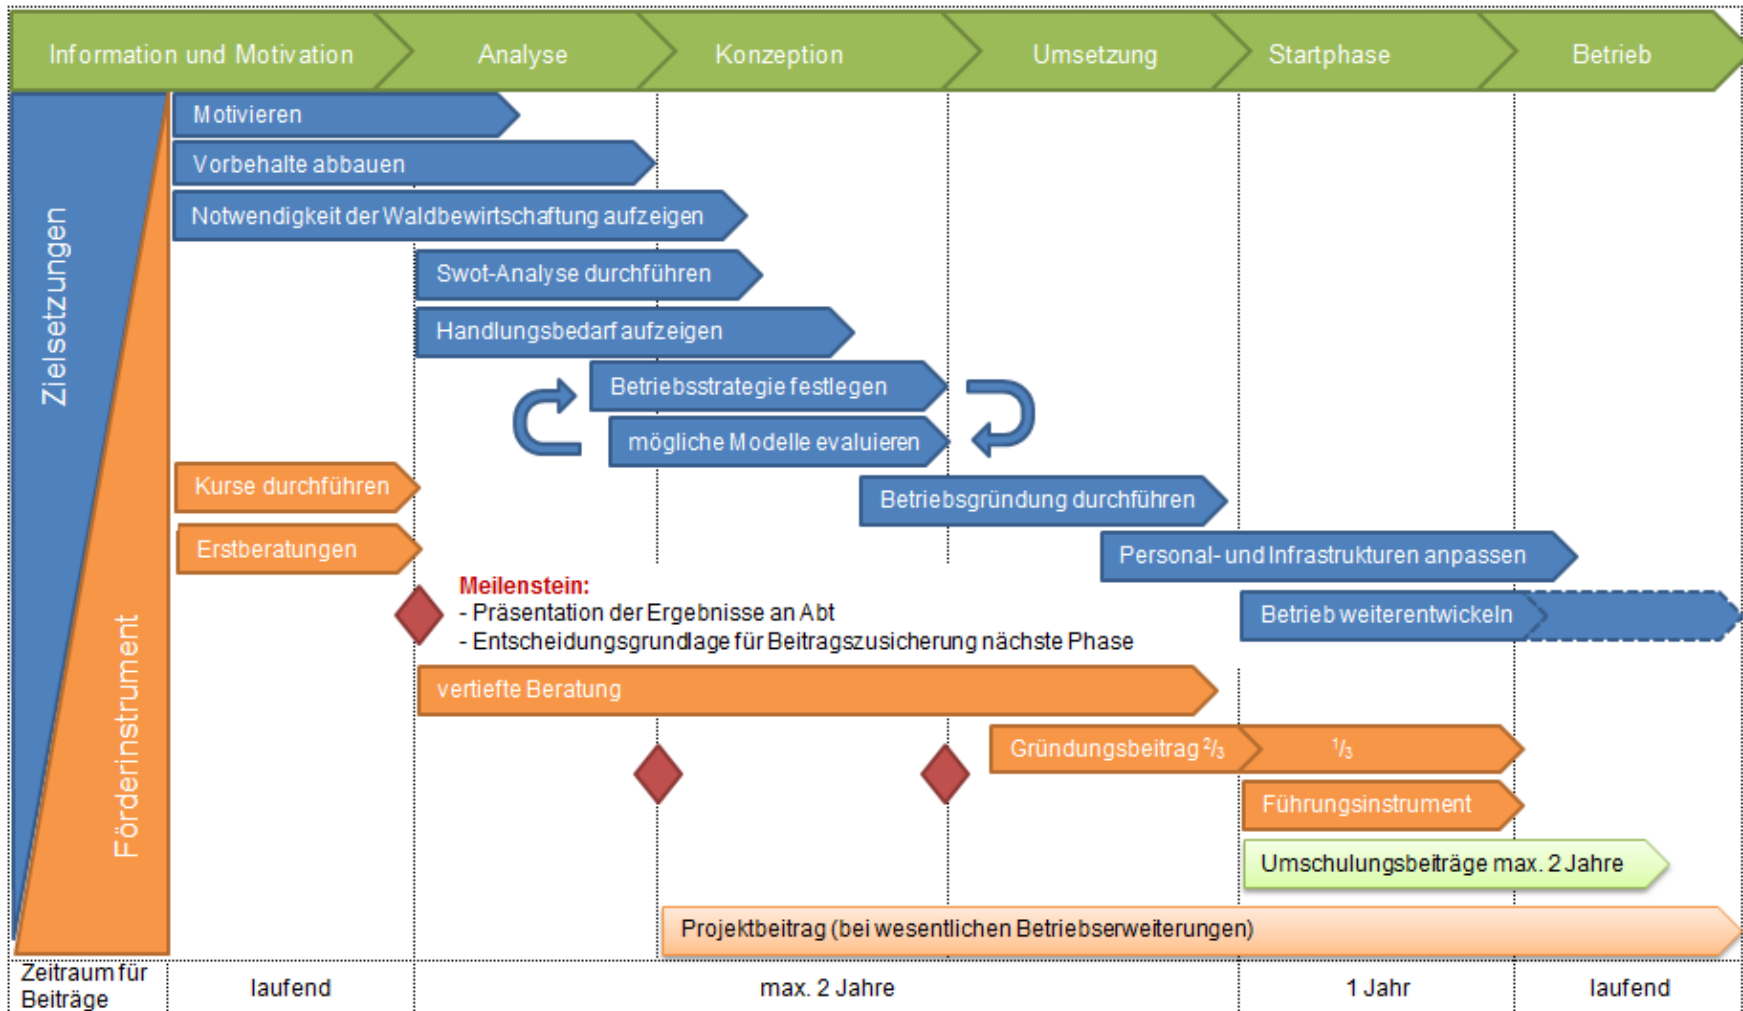 Information und Motivation
Analyse
Konzeption
Umsetzung
Startphase
Betrieb
Zielsetzungen
Förderinstrument
Motivieren
Vorbehalte abbauen
Notwendigkeit der Waldbewirtschaftung aufzeigen
Swot-Analyse durchführen
Handlungsbedarf aufzeigen
Betriebsstrategie festlegen
mögliche Modelle evaluieren
Kurse durchführen
Betriebsgründung durchführen
Erstberatungen
Personal- und Infrastrukturen anpassen
Meilenstein:
- Präsentation der Ergebnisse an Abt
- Entscheidungsgrundlage für Beitragszusicherung nächste Phase
Betrieb weiterentwickeln
vertiefte Beratung
Gründungsbeitrag ²/₃
¹/₃
Führungsinstrument
Umschulungsbeiträge max. 2 Jahre
Projektbeitrag (bei wesentlichen Betriebserweiterungen)
Zeitraum für
Beiträge
laufend
max. 2 Jahre
1 Jahr
laufend